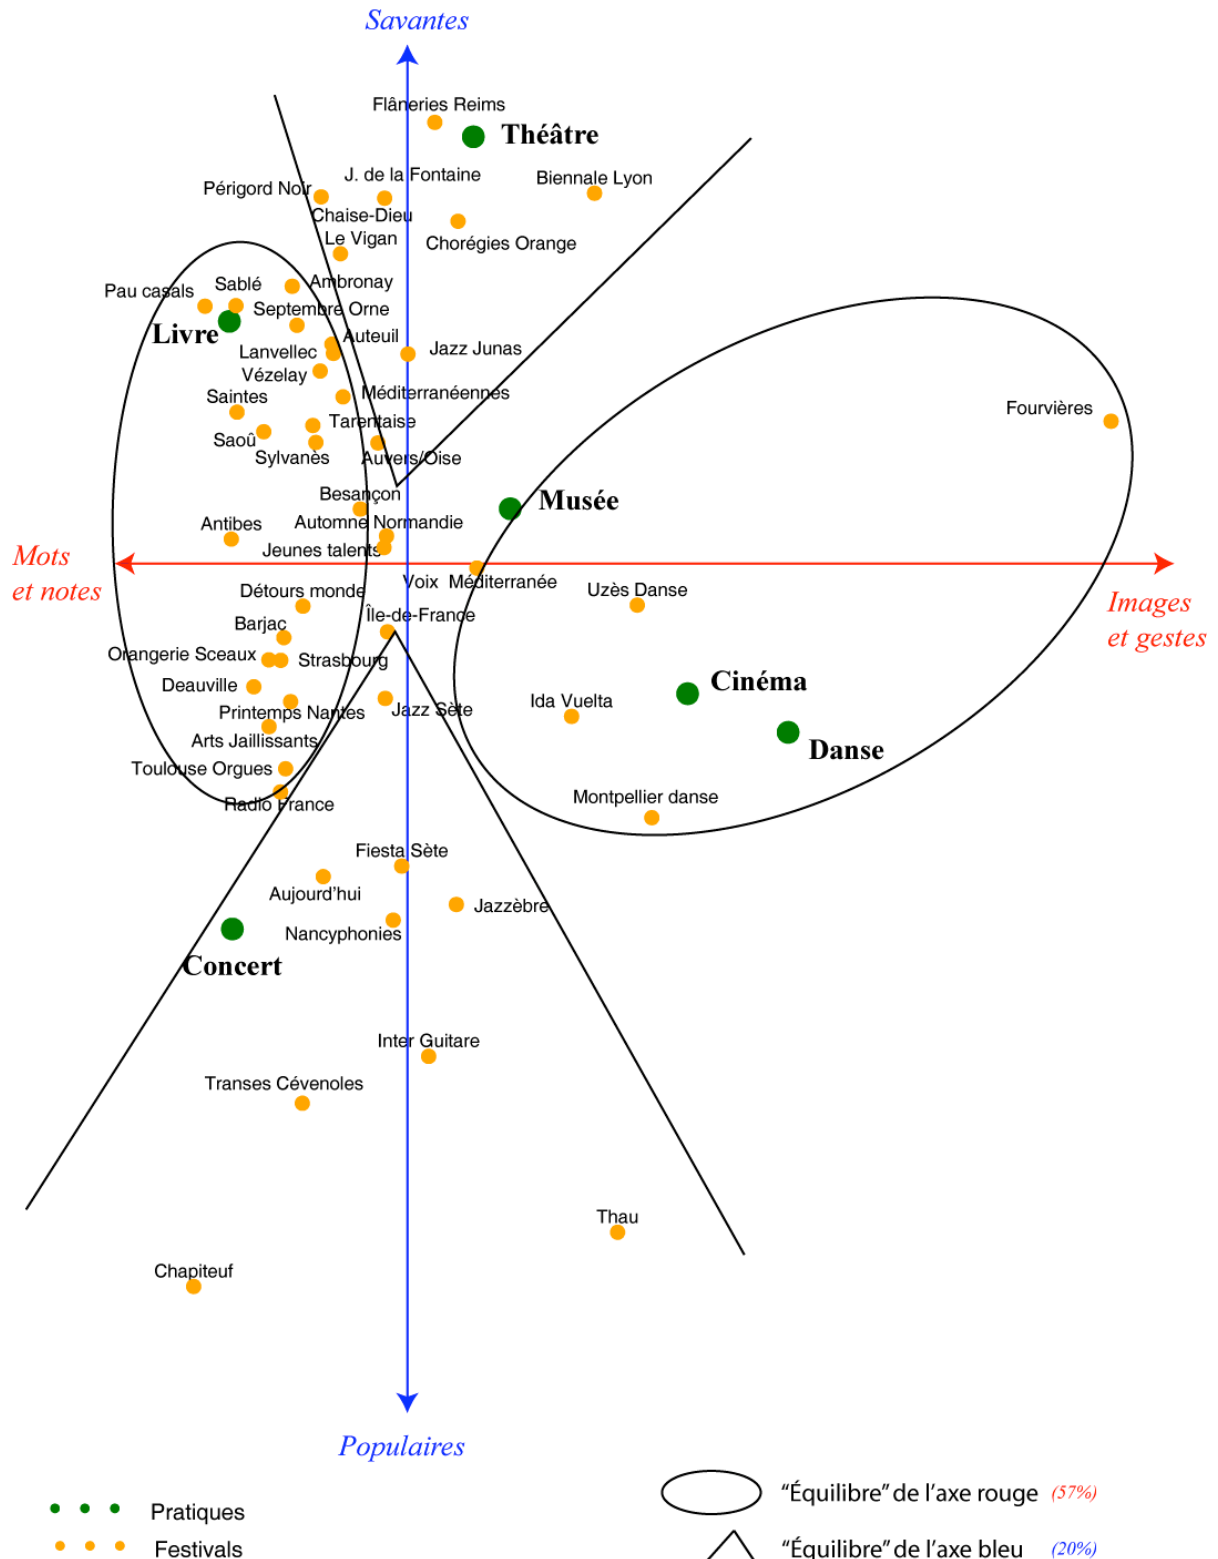 Savantes
Flâneries Reims
Théâtre
J. de la Fontaine
Biennale Lyon
Périgord Noir
Chaise-Dieu
Le Vigan
Chorégies Orange
Ambronay
Sablé
Pau casals
Septembre Orne
Livre
Auteuil
Lanvellec
Jazz Junas
Vézelay
Saintes
Méditerranéennes
Fourvières
Tarentaise
Saoû
Sylvanès
Auvers/Oise
Besançon
Musée
Antibes
Automne Normandie
Jeunes talents
Mots
et notes
Voix Méditerranée
Détours monde
Uzès Danse
Images
et gestes
Île-de-France
Barjac
Orangerie Sceaux
Strasbourg
Deauville
Cinéma
Printemps Nantes
Jazz Sète
Ida Vuelta
Arts Jaillissants
Danse
Toulouse Orgues
Radio France
Montpellier danse
Fiesta Sète
Aujourd'hui
Jazzèbre
Nancyphonies
Concert
Inter Guitare
Transes Cévenoles
Thau
Chapiteuf
Populaires
Pratiques
Festivals
“Équilibre” de l’axe rouge (57%)
“Équilibre” de l’axe bleu (20%)